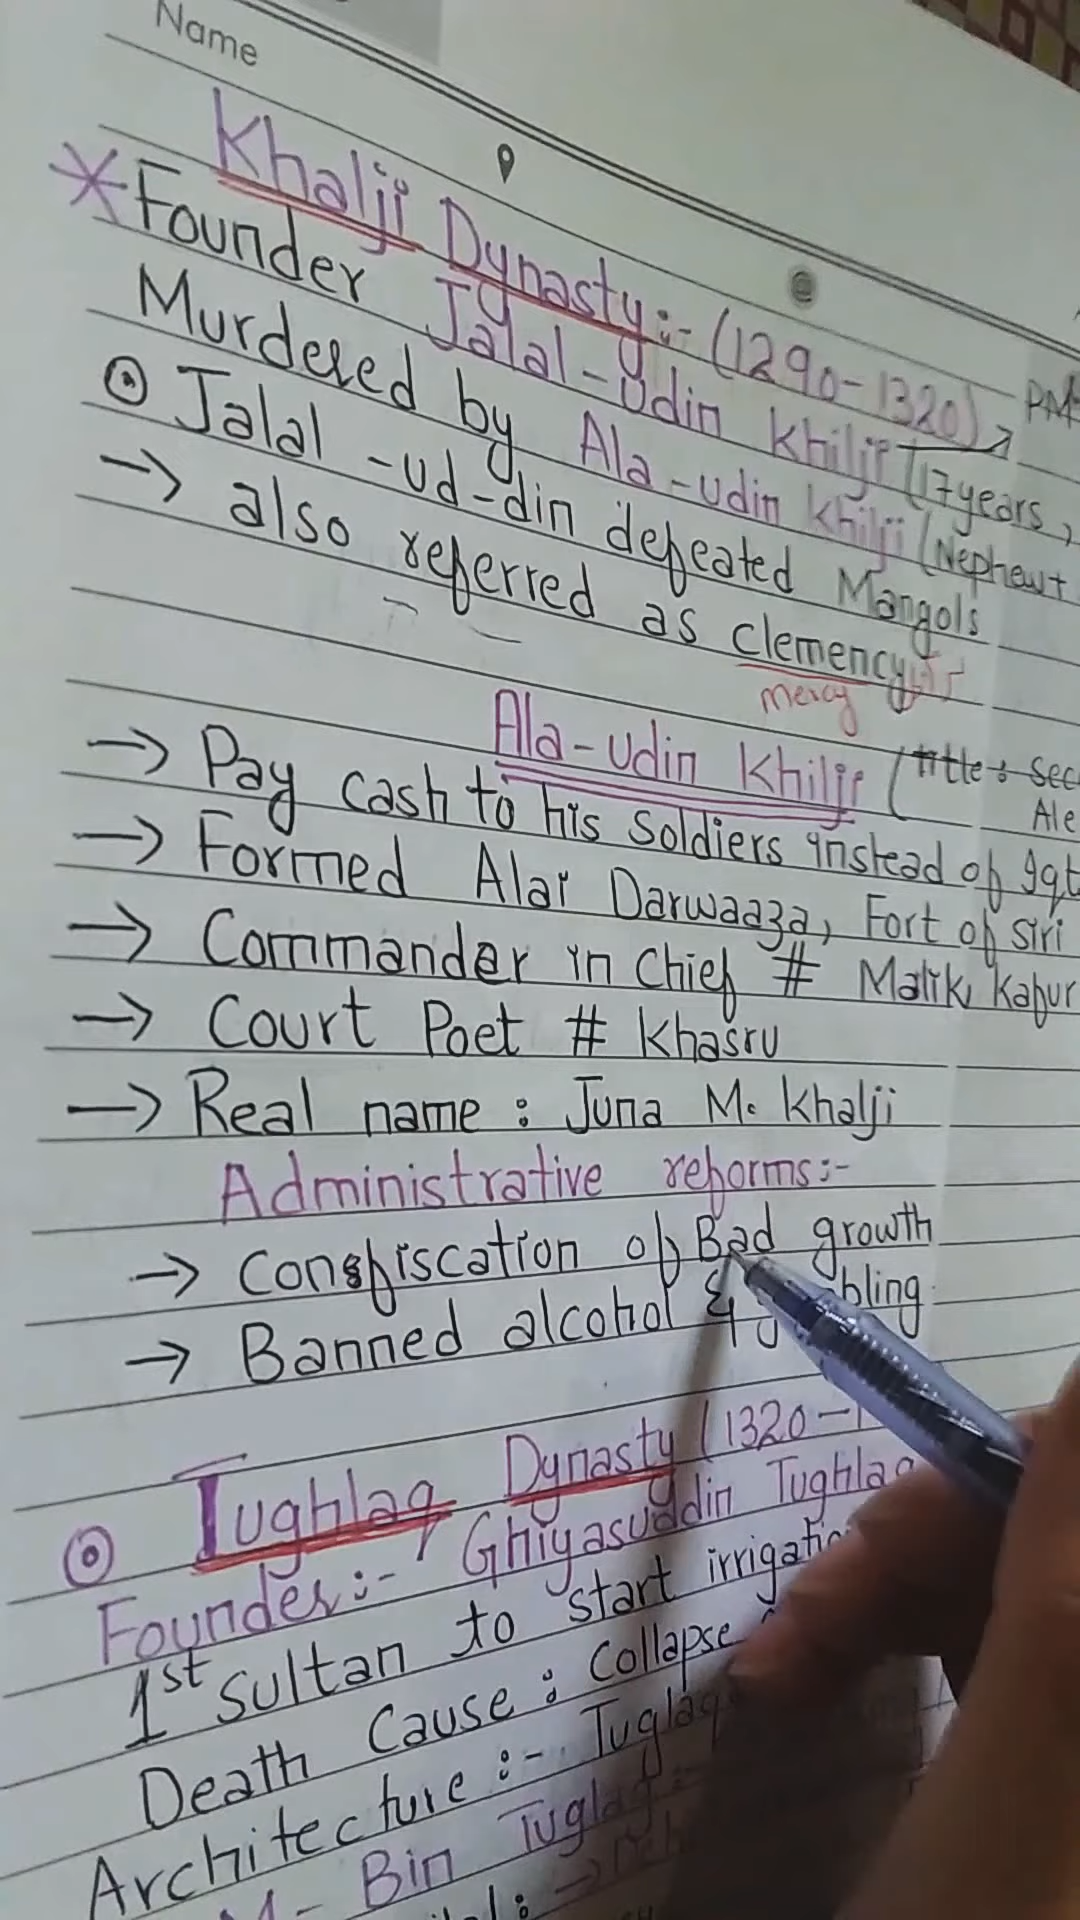 Name
Khalji Dynasty:- (1290-1320)
* Founder Jalal-udin Khilji (17years,
Murdered by Ala-udin Khilji (Nephew+
Jalal-ud-din defeated Mangols
→ also referred as clemency
mercy
Ala-udin Khilji (title: Sec
Ale
→ Pay cash to his soldiers instead of Iqt
→ Formed Alai Darwaaza, Fort of siri
→ Commander in Chief # Malik Kafur
→ Court Poet # Khasru
→ Real name: Juna M. Khalji
Administrative reforms:-
→ Confiscation of Bad growth
→ Banned alcohol &
Tughlaq Dynasty (1320-
Founder:- Ghiyasuddin Tughlaq
1st sultan to start
Death Cause: Collapse
Architecture:-
Bin Tuglaq